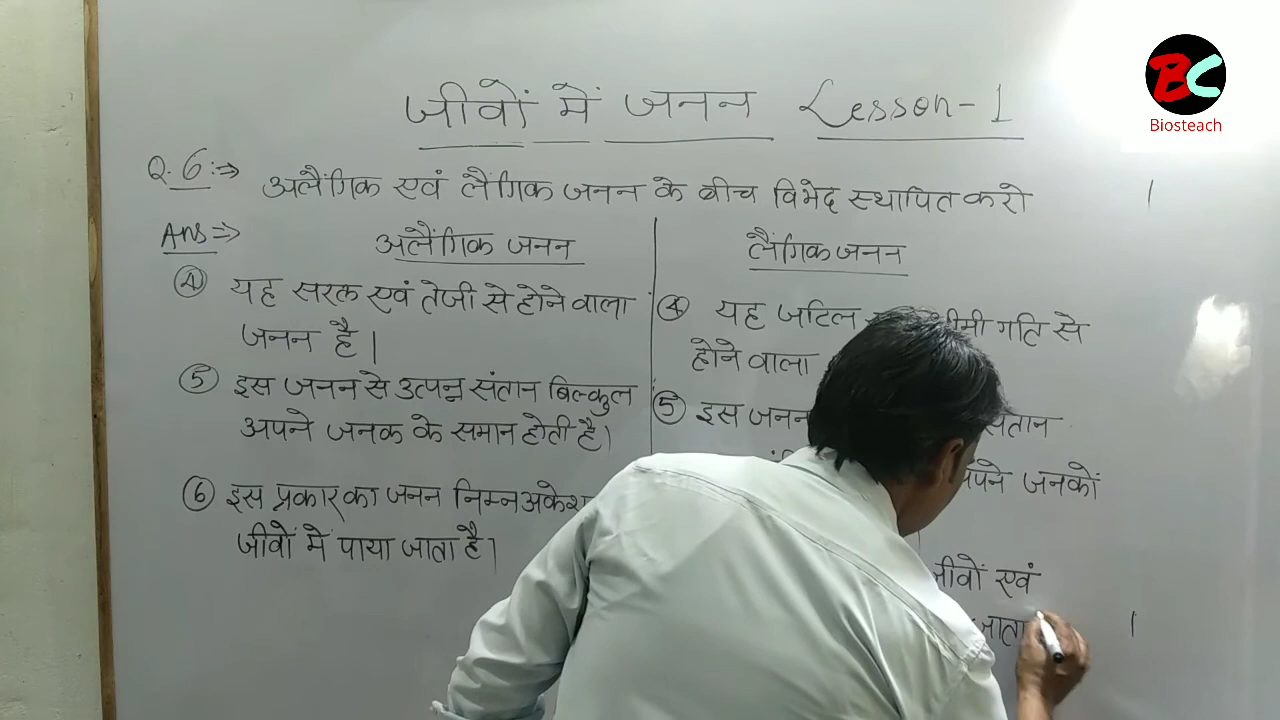 जीवों में जनन Lesson-1
BC
Biosteach
Q.6:⇒ अलैंगिक एवं लैंगिक जनन के बीच विभेद स्थापित करो
Ans⇒
अलैंगिक जनन
④ यह सरल एवं तेजी से होने वाला
जनन है।
⑤ इस जनन से उत्पन्न संतान बिल्कुल
अपने जनक के समान होती है।
⑥ इस प्रकार का जनन निम्न
जीवों में पाया जाता है।
लैंगिक जनन
④ यह जटिल गति से
होने वाला
⑤ इस जनन संतान
अपने जनकों
जीवों एवं
जाता